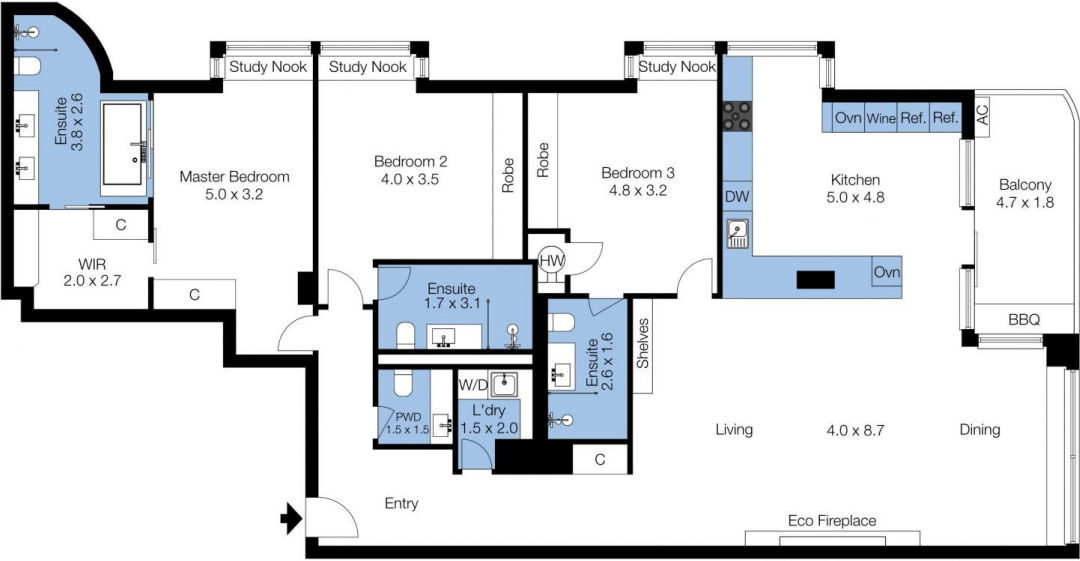 Study Nook
Study Nook
Study Nook
Ensuite
3.8 x 2.6
Master Bedroom
5.0 x 3.2
C
WIR
2.0 x 2.7
C
Bedroom 2
4.0 x 3.5
Robe
Robe
Bedroom 3
4.8 x 3.2
HW
Ovn
Wine
Ref.
Ref.
DW
Kitchen
5.0 x 4.8
Ovn
AC
Balcony
4.7 x 1.8
BBQ
Ensuite
1.7 x 3.1
Ensuite
2.6 x 1.6
Shelves
PWD
1.5 x 1.5
W/D
L'dry
1.5 x 2.0
C
Living
4.0 x 8.7
Dining
Entry
Eco Fireplace